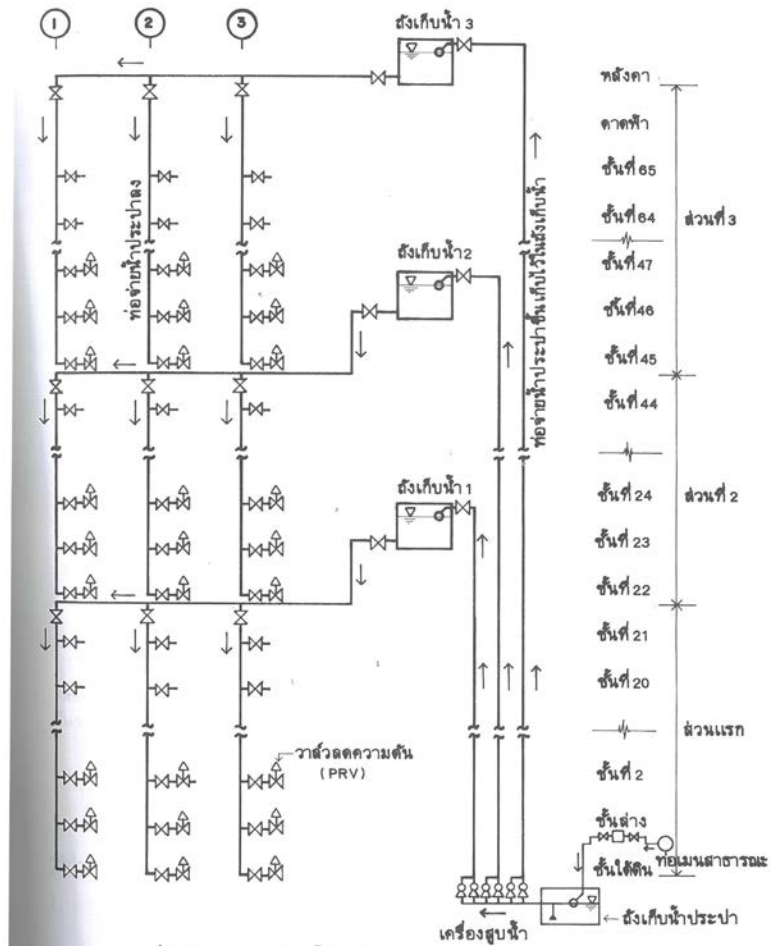 1
2
3
ถังเก็บน้ำ 3
หลังคา
ดาดฟ้า
ชั้นที่ 65
ชั้นที่ 64
ส่วนที่ 3
ท่อจ่ายน้ำประปาลง
ท่อจ่ายน้ำประปาขึ้นเก็บไว้ในถังเก็บน้ำ
ถังเก็บน้ำ 2
ชั้นที่ 47
ชั้นที่ 46
ชั้นที่ 45
ชั้นที่ 44
ถังเก็บน้ำ 1
ชั้นที่ 24
ส่วนที่ 2
ชั้นที่ 23
ชั้นที่ 22
ชั้นที่ 21
ชั้นที่ 20
ส่วนแรก
วาล์วลดความดัน
(PRV)
ชั้นที่ 2
ชั้นล่าง
ท่อเมนสาธารณะ
ชั้นใต้ดิน
ถังเก็บน้ำประปา
เครื่องสูบน้ำ